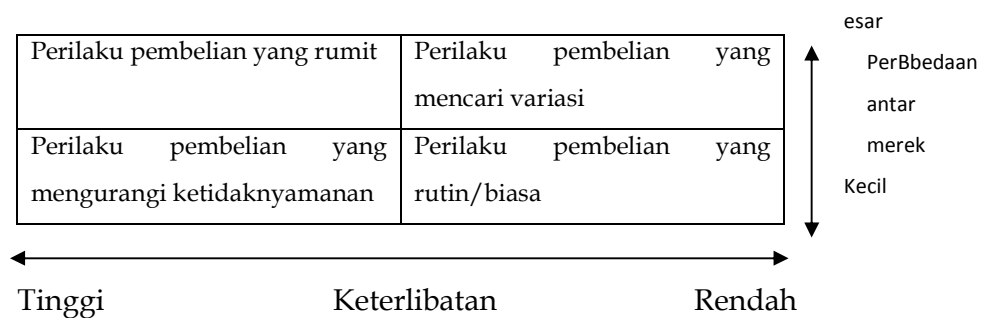 esar
Perilaku pembelian yang rumit
Perilaku pembelian yang
mencari variasi
PerBbedaan
antar
merek
Perilaku pembelian yang
mengurangi ketidaknyamanan
Perilaku pembelian yang
rutin/biasa
Kecil
Tinggi Keterlibatan Rendah